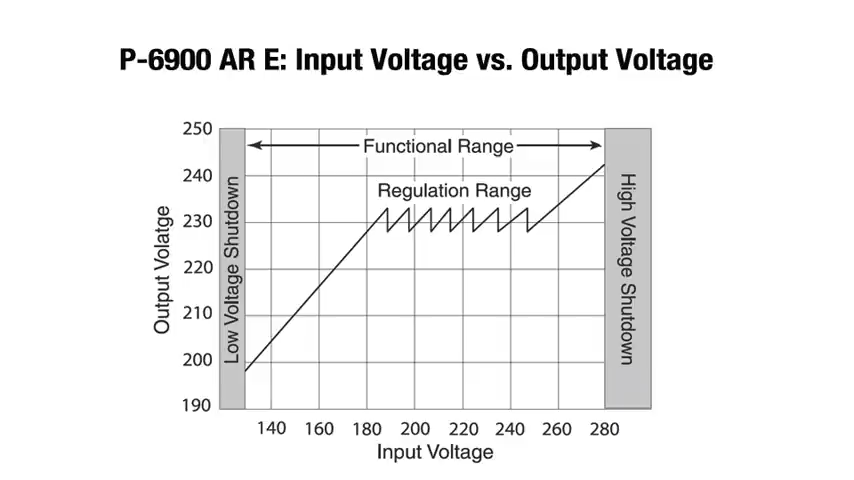 P-6900 AR E: Input Voltage vs. Output Voltage
250
240
230
220
210
200
190
Output Volatge
Low Voltage Shutdown
Functional Range
Regulation Range
High Voltage Shutdown
140 160 180 200 220 240 260 280
Input Voltage